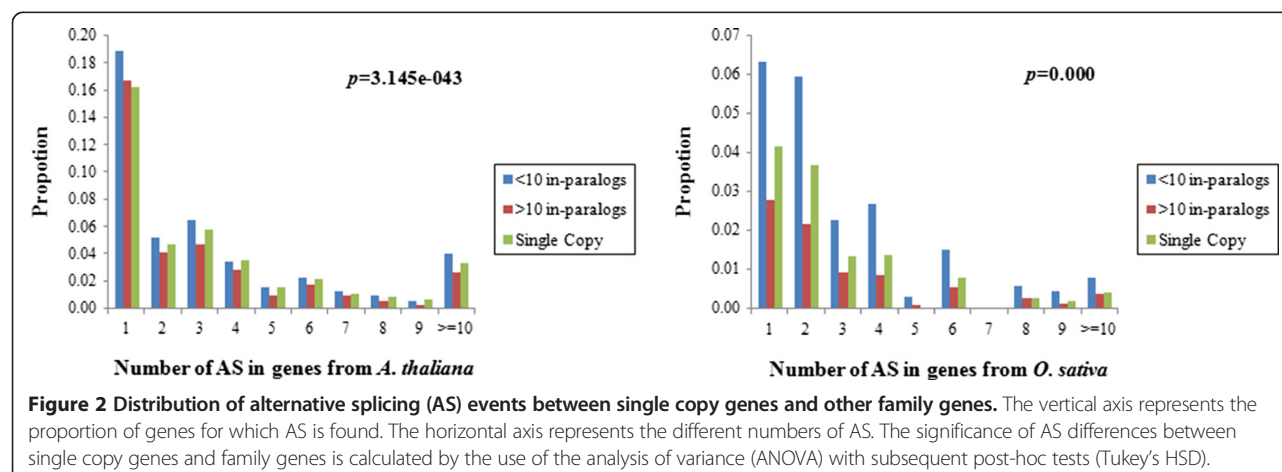 0.20
0.18
0.16
0.14
0.12
0.10
0.08
0.06
0.04
0.02
0.00
Propotion
p=3.145e-043
<10 in-paralogs
>10 in-paralogs
Single Copy
1 2 3 4 5 6 7 8 9 >=10
Number of AS in genes from A. thaliana
0.07
0.06
0.05
0.04
0.03
0.02
0.01
0.00
Propotion
p=0.000
<10 in-paralogs
>10 in-paralogs
Single Copy
1 2 3 4 5 6 7 8 9 >=10
Number of AS in genes from O. sativa
Figure 2 Distribution of alternative splicing (AS) events between single copy genes and other family genes. The vertical axis represents the
proportion of genes for which AS is found. The horizontal axis represents the different numbers of AS. The significance of AS differences between
single copy genes and family genes is calculated by the use of the analysis of variance (ANOVA) with subsequent post-hoc tests (Tukey's HSD).